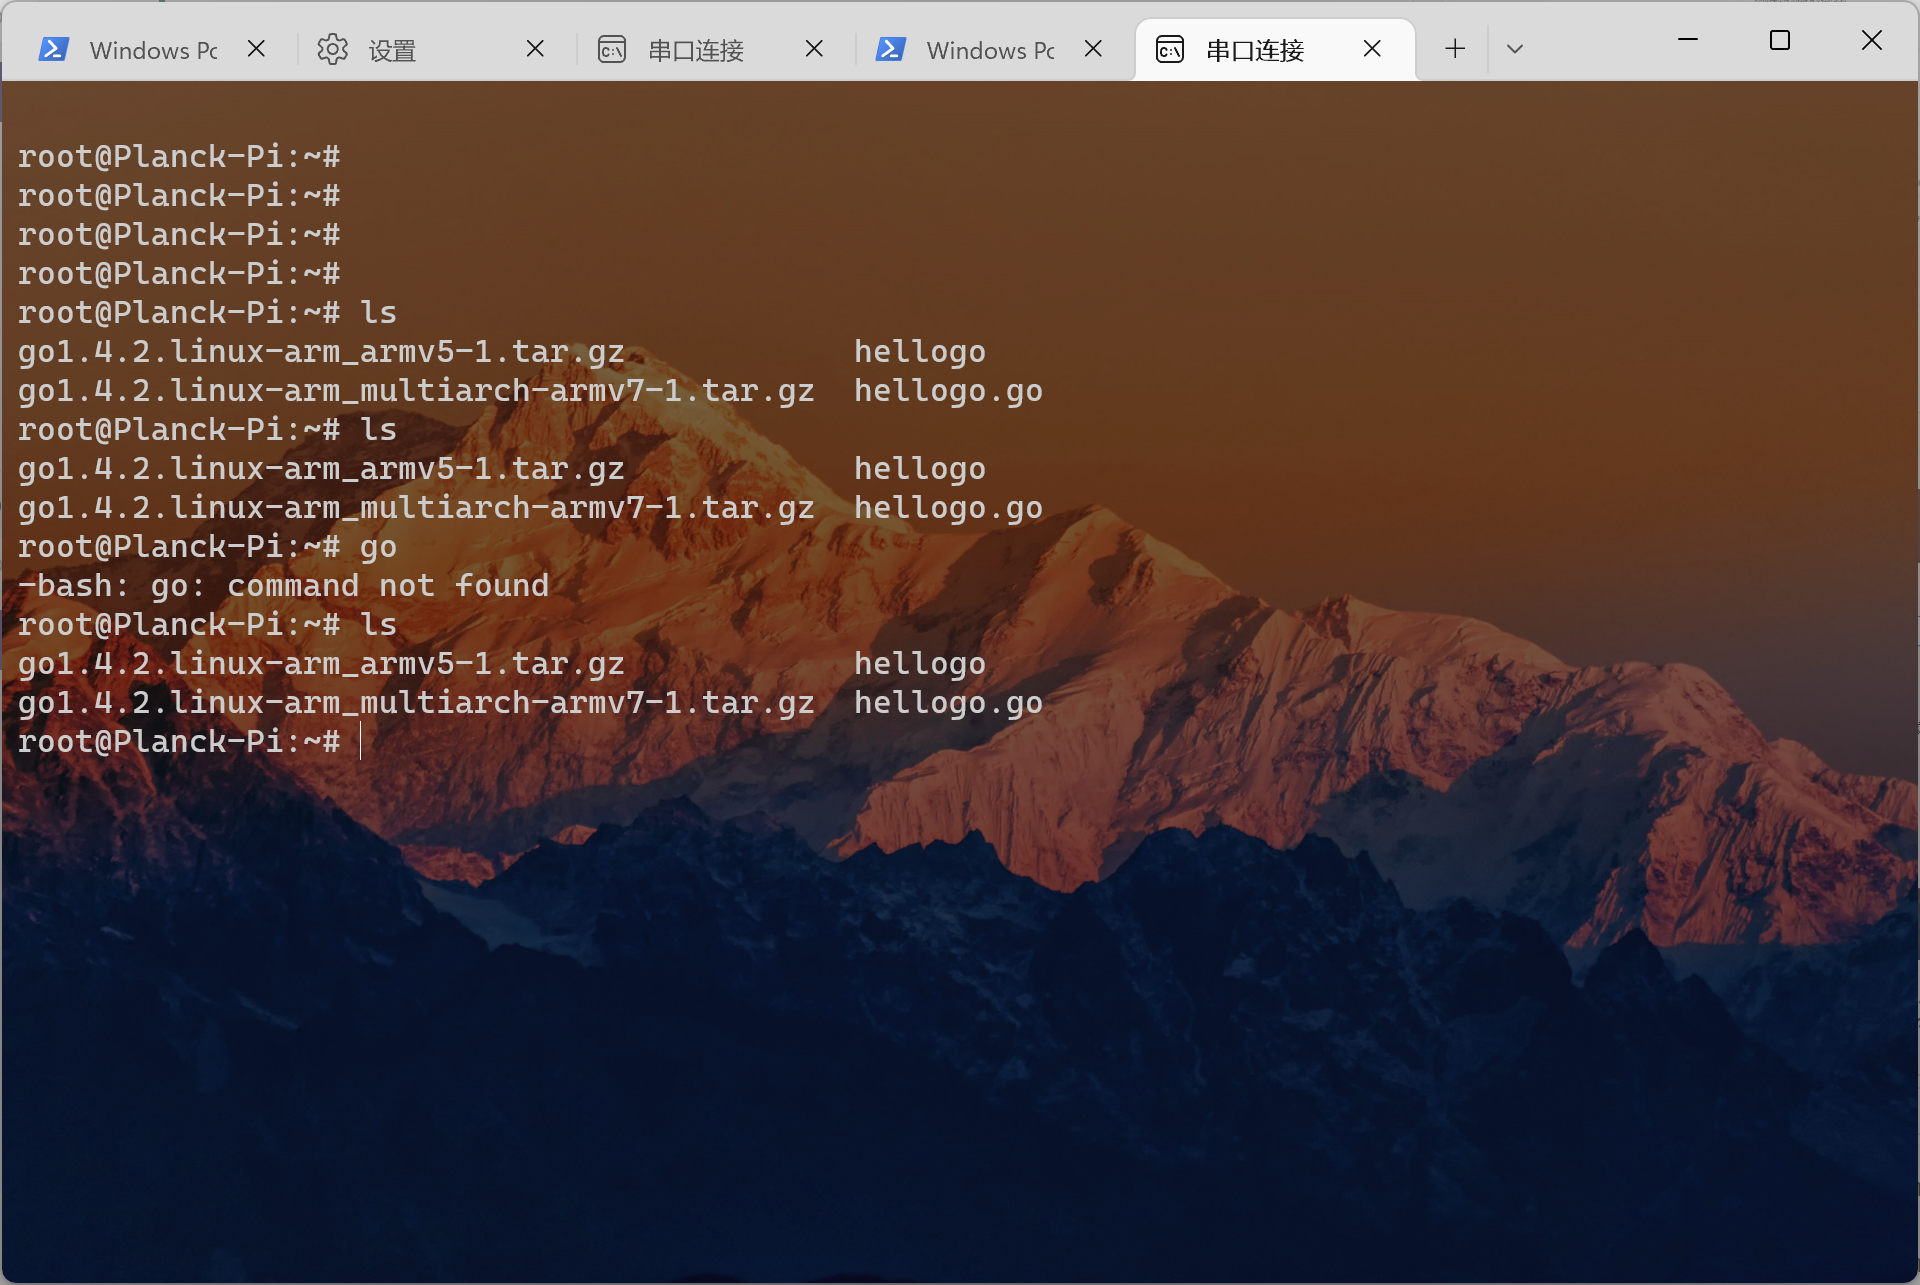 Windows Pc 设置 串口连接 Windows Pc 串口连接
root@Planck-Pi:~#
root@Planck-Pi:~#
root@Planck-Pi:~#
root@Planck-Pi:~#
root@Planck-Pi:~# ls
go1.4.2.linux-arm_armv5-1.tar.gz hellogo
go1.4.2.linux-arm_multiarch-armv7-1.tar.gz hellogo.go
root@Planck-Pi:~# ls
go1.4.2.linux-arm_armv5-1.tar.gz hellogo
go1.4.2.linux-arm_multiarch-armv7-1.tar.gz hellogo.go
root@Planck-Pi:~# go
-bash: go: command not found
root@Planck-Pi:~# ls
go1.4.2.linux-arm_armv5-1.tar.gz hellogo
go1.4.2.linux-arm_multiarch-armv7-1.tar.gz hellogo.go
root@Planck-Pi:~#